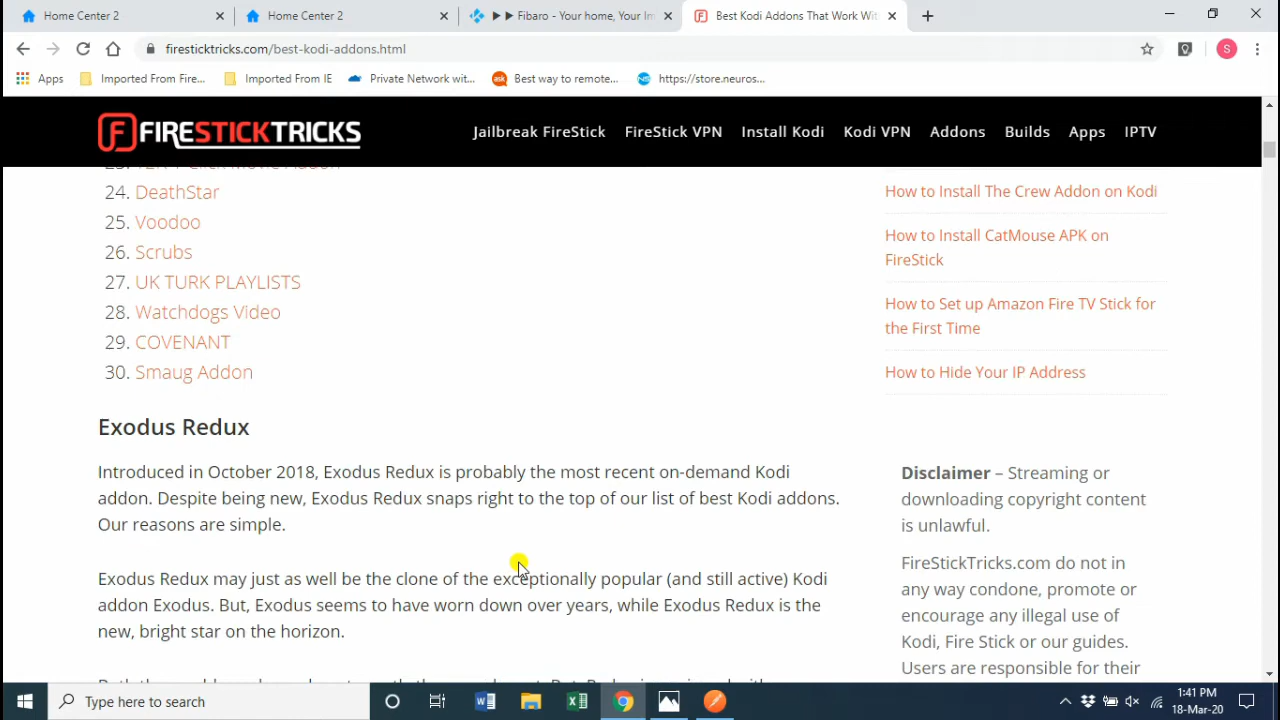 Home Center 2
Home Center 2
▶ ▶ Fibaro - Your home, Your Im
Best Kodi Addons That Work Wit
firesticktricks.com/best-kodi-addons.html
S
Apps
Imported From Fire...
Imported From IE
Private Network wit...
ask
Best way to remote...
NS
https://store.neuros...
FIRESTICKTRICKS
Jailbreak FireStick
FireStick VPN
Install Kodi
Kodi VPN
Addons
Builds
Apps
IPTV
24. DeathStar
25. Voodoo
26. Scrubs
27. UK TURK PLAYLISTS
28. Watchdogs Video
29. COVENANT
30. Smaug Addon
Exodus Redux
Introduced in October 2018, Exodus Redux is probably the most recent on-demand Kodi
addon. Despite being new, Exodus Redux snaps right to the top of our list of best Kodi addons.
Our reasons are simple.
Exodus Redux may just as well be the clone of the exceptionally popular (and still active) Kodi
addon Exodus. But, Exodus seems to have worn down over years, while Exodus Redux is the
new, bright star on the horizon.
How to Install The Crew Addon on Kodi
How to Install CatMouse APK on
FireStick
How to Set up Amazon Fire TV Stick for
the First Time
How to Hide Your IP Address
Disclaimer – Streaming or
downloading copyright content
is unlawful.
FireStickTricks.com do not in
any way condone, promote or
encourage any illegal use of
Kodi, Fire Stick or our guides.
Users are responsible for their
Type here to search
1:41 PM
18-Mar-20